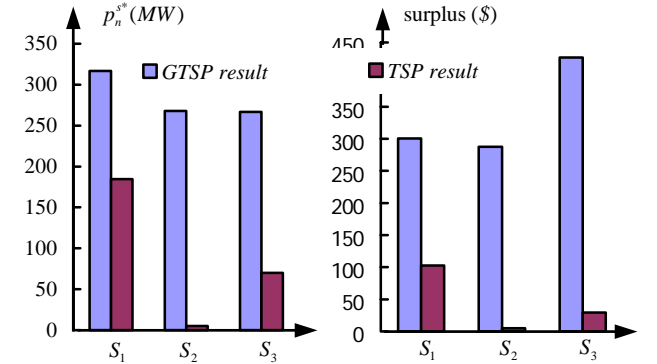 p_n^{s*}(MW)
350
300
250
200
150
100
50
0
GTSP result
S₁
S₂
S₃
surplus ($)
450
350
300
250
200
150
100
50
0
TSP result
S₁
S₂
S₃